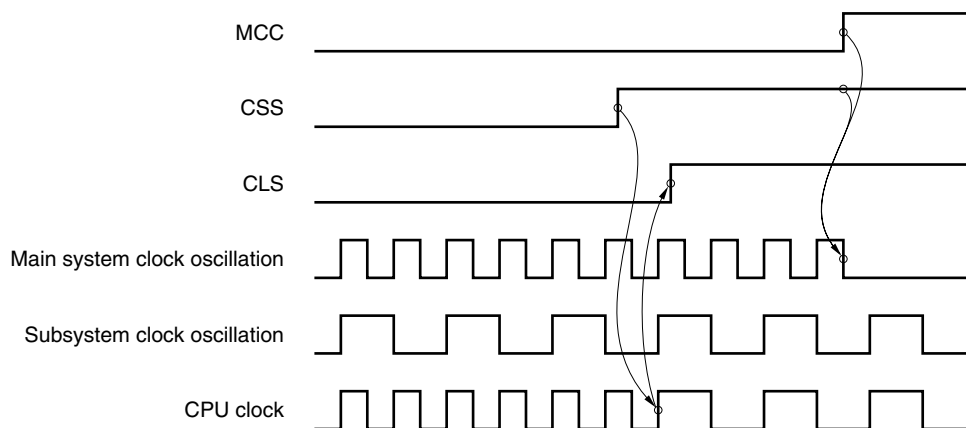 MCC
CSS
CLS
Main system clock oscillation
Subsystem clock oscillation
CPU clock